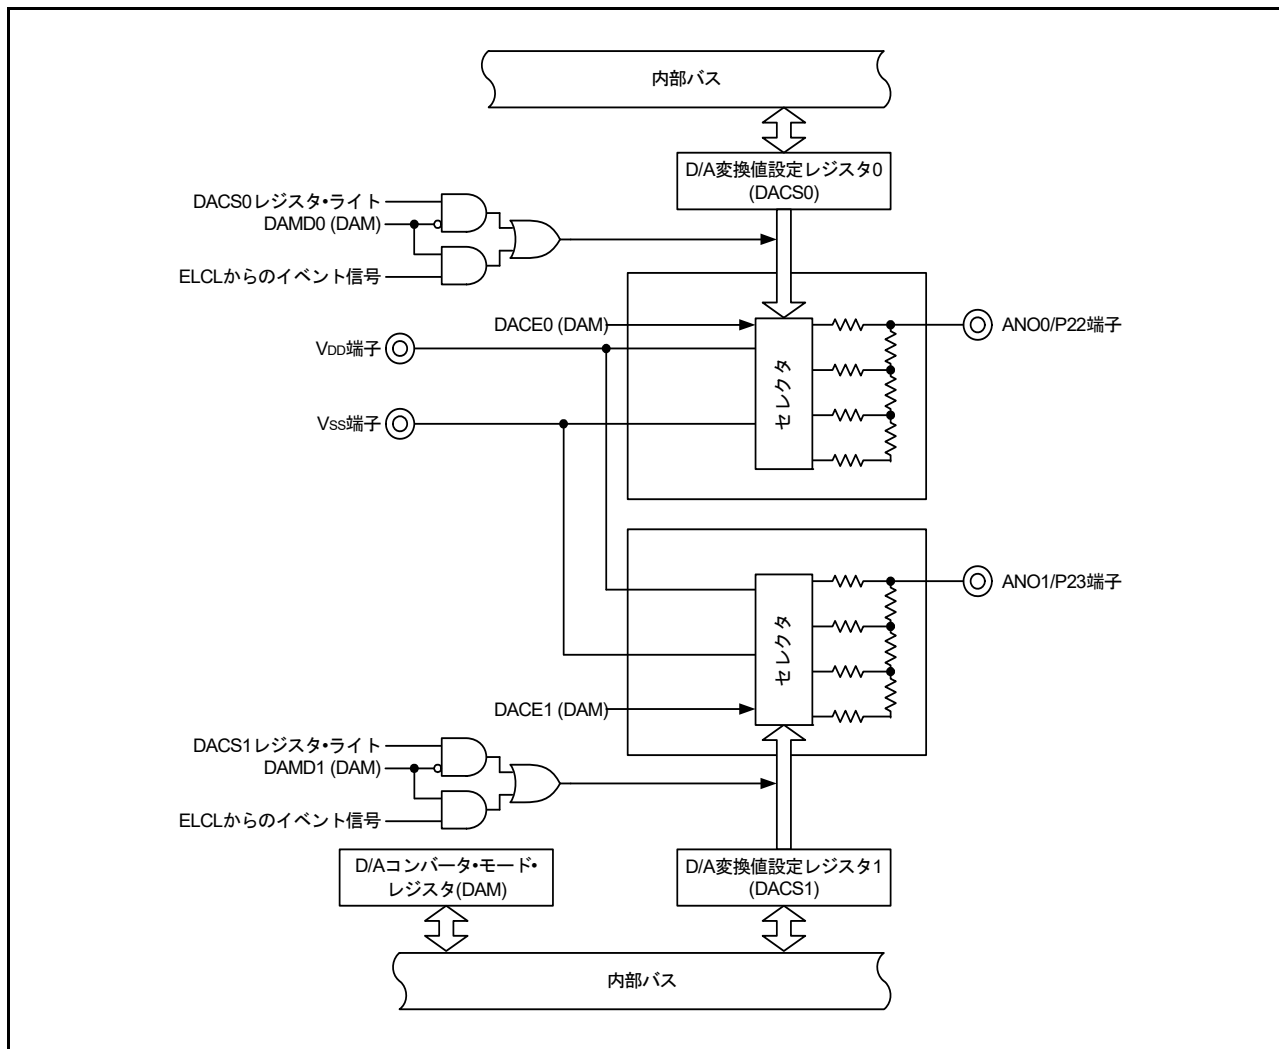 内部バス
D/A変換値設定レジスタ0
(DACS0)
DACS0レジスタ•ライト
DAMD0 (DAM)
ELCLからのイベント信号
DACE0 (DAM)
VDD端子
VSS端子
セレクタ
ANO0/P22端子
セレクタ
ANO1/P23端子
DACE1 (DAM)
DACS1レジスタ•ライト
DAMD1 (DAM)
ELCLからのイベント信号
D/Aコンバータ•モード•
レジスタ(DAM)
D/A変換値設定レジスタ1
(DACS1)
内部バス